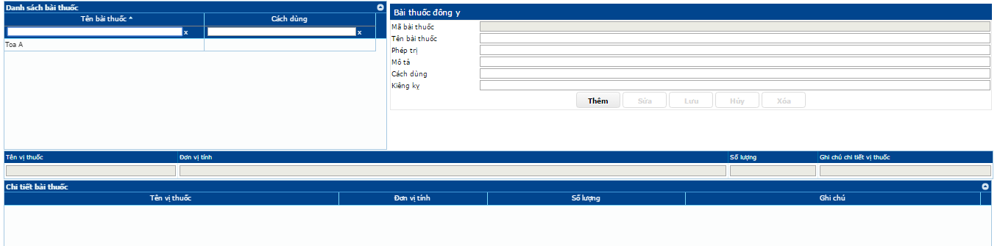 Danh sách bài thuốc
Tên bài thuốc Cách dùng
x x
Toa A
Bài thuốc đông y
Mã bài thuốc
Tên bài thuốc
Phép trị
Mô tả
Cách dùng
Kiêng kỵ
Thêm Sửa Lưu Hủy Xóa
Tên vị thuốc Đơn vị tính Số lượng Ghi chú chi tiết vị thuốc
Chi tiết bài thuốc
Tên vị thuốc Đơn vị tính Số lượng Ghi chú